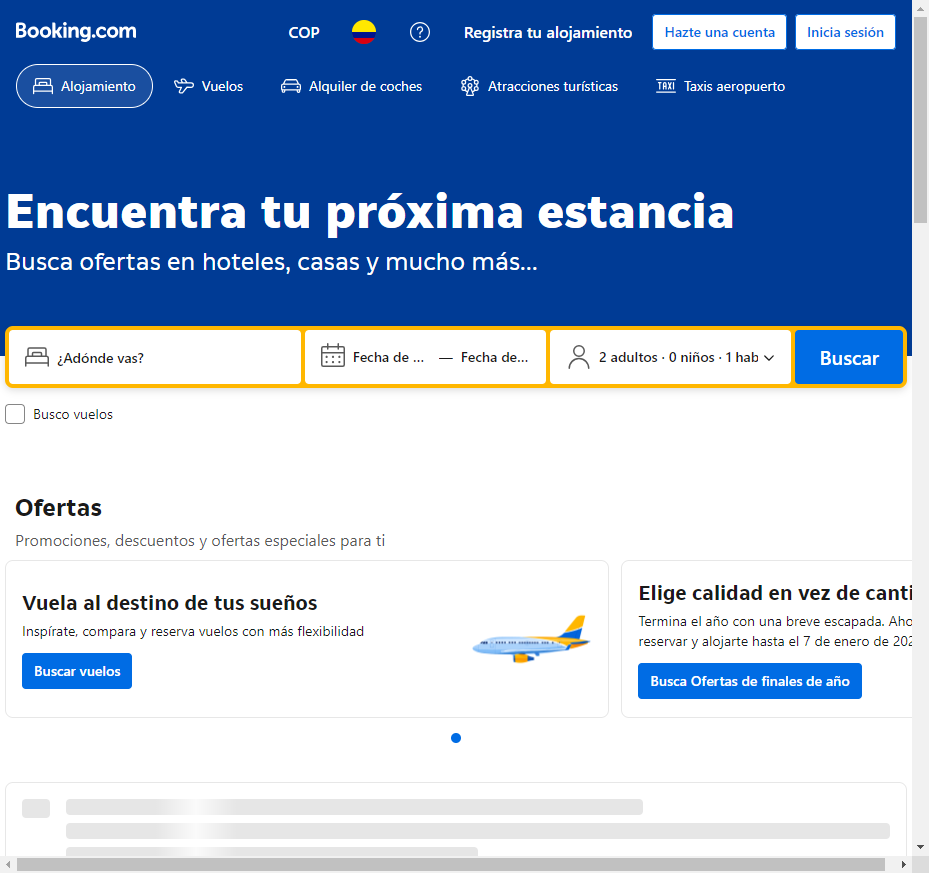 Booking.com
COP
Registra tu alojamiento
Hazte una cuenta
Inicia sesión
Alojamiento
Vuelos
Alquiler de coches
Atracciones turísticas
TAXI
Taxis aeropuerto
Encuentra tu próxima estancia
Busca ofertas en hoteles, casas y mucho más...
¿Adónde vas?
Fecha de ... — Fecha de...
2 adultos · 0 niños · 1 hab
Buscar
Busco vuelos
Ofertas
Promociones, descuentos y ofertas especiales para ti
Vuela al destino de tus sueños
Inspírate, compara y reserva vuelos con más flexibilidad
Buscar vuelos
Elige calidad en vez de canti
Termina el año con una breve escapada. Aho
reservar y alojarte hasta el 7 de enero de 202
Busca Ofertas de finales de año